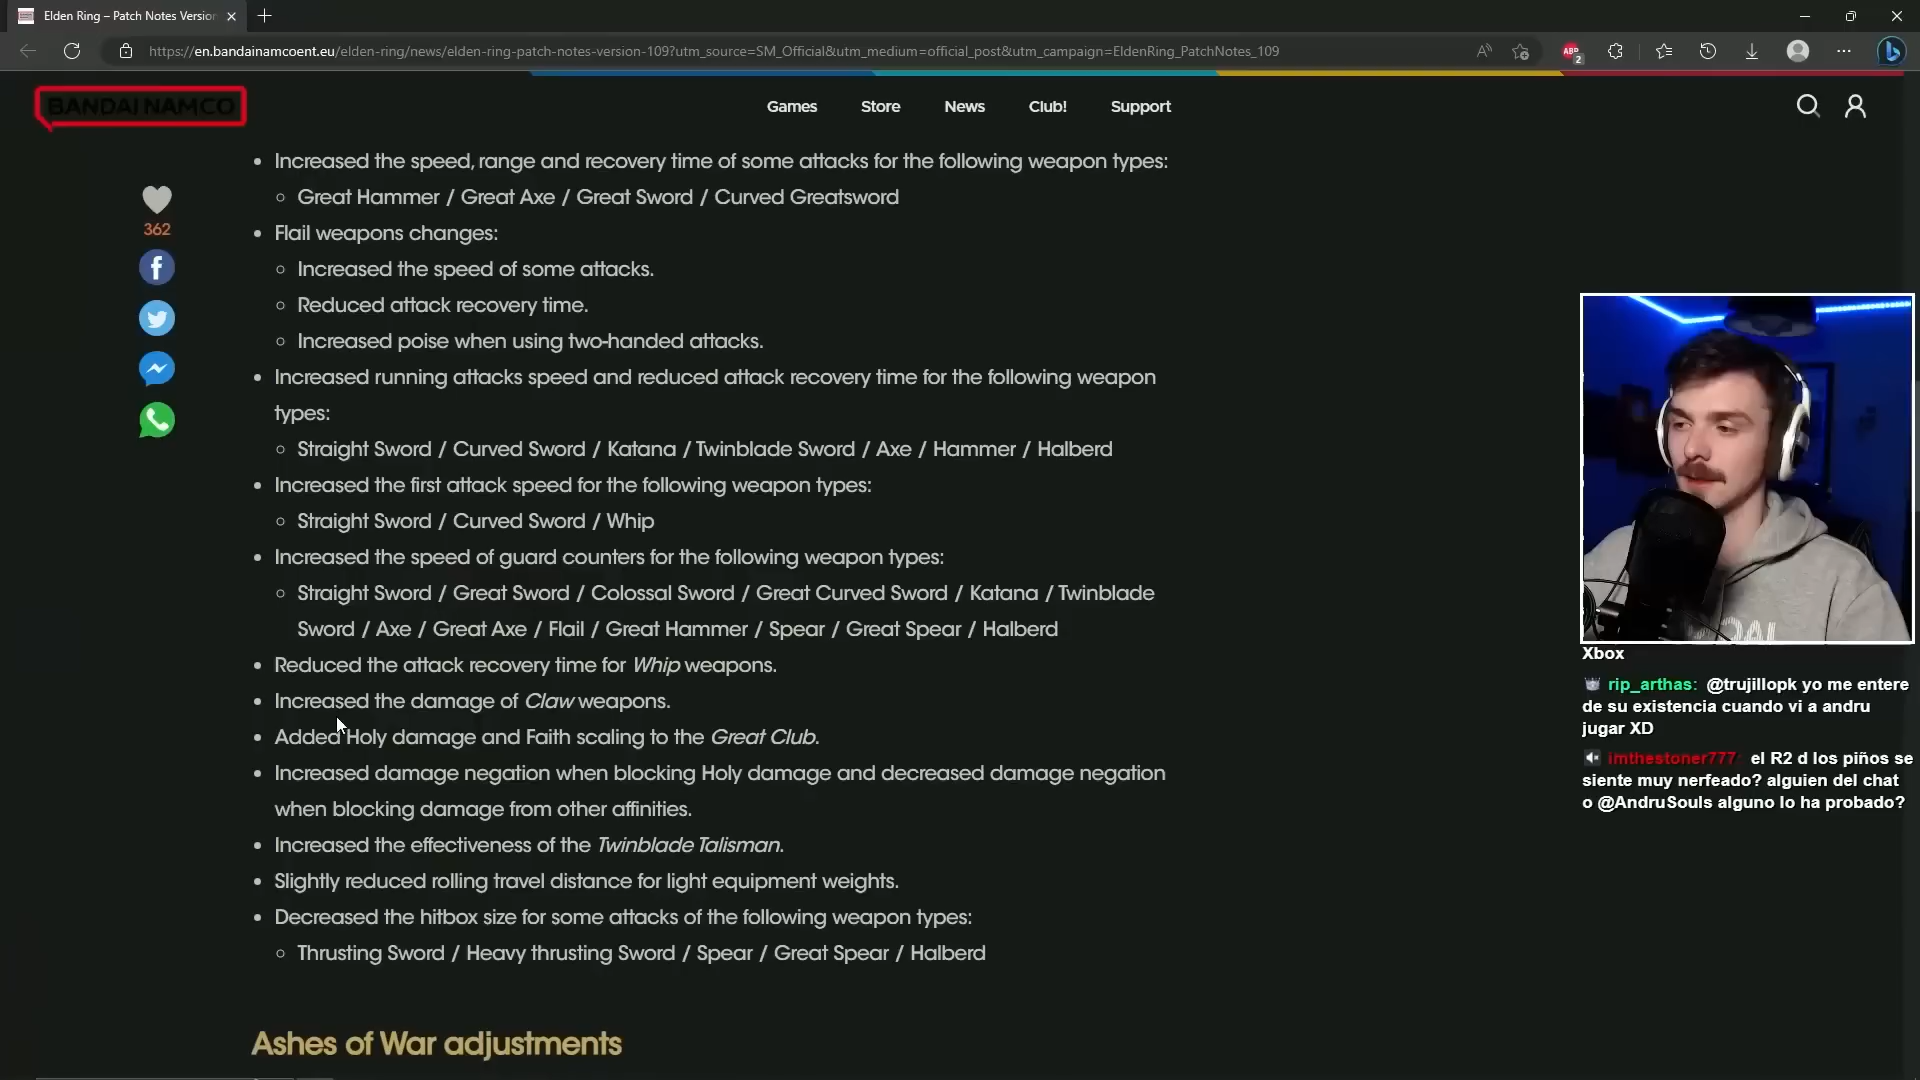 Elden Ring – Patch Notes Versio
https://en.bandainamcoent.eu/elden-ring/news/elden-ring-patch-notes-version-109?utm_source=SM_Official&utm_medium=official_post&utm_campaign=EldenRing_PatchNotes_109
ABP
2
BANDAI NAMCO
Games
Store
News
Club!
Support
Increased the speed, range and recovery time of some attacks for the following weapon types:
Great Hammer / Great Axe / Great Sword / Curved Greatsword
362
Flail weapons changes:
Increased the speed of some attacks.
Reduced attack recovery time.
Increased poise when using two-handed attacks.
Increased running attacks speed and reduced attack recovery time for the following weapon
types:
Straight Sword / Curved Sword / Katana / Twinblade Sword / Axe / Hammer / Halberd
Increased the first attack speed for the following weapon types:
Straight Sword / Curved Sword / Whip
Increased the speed of guard counters for the following weapon types:
Straight Sword / Great Sword / Colossal Sword / Great Curved Sword / Katana / Twinblade
Sword / Axe / Great Axe / Flail / Great Hammer / Spear / Great Spear / Halberd
Reduced the attack recovery time for Whip weapons.
Increased the damage of Claw weapons.
Added Holy damage and Faith scaling to the Great Club.
Increased damage negation when blocking Holy damage and decreased damage negation
when blocking damage from other affinities.
Increased the effectiveness of the Twinblade Talisman.
Slightly reduced rolling travel distance for light equipment weights.
Decreased the hitbox size for some attacks of the following weapon types:
Thrusting Sword / Heavy thrusting Sword / Spear / Great Spear / Halberd
Ashes of War adjustments
Xbox
rip_arthas: @trujillopk yo me entere
de su existencia cuando vi a andru
jugar XD
imthestoner777: el R2 d los piños se
siente muy nerfeado? alguien del chat
o @AndruSouls alguno lo ha probado?